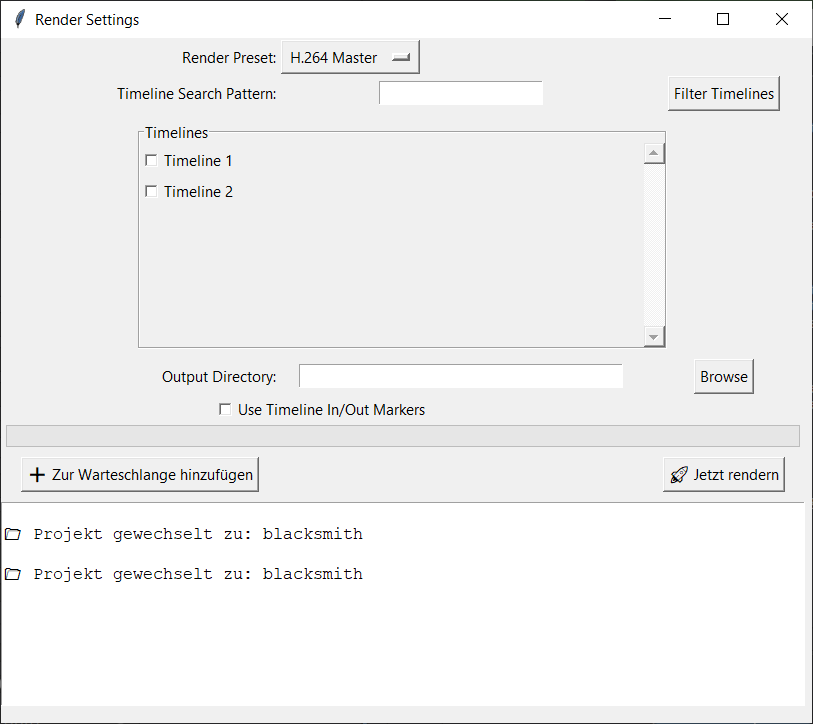 Render Settings
Render Preset: H.264 Master
Timeline Search Pattern: Filter Timelines
Timelines
Timeline 1
Timeline 2
Output Directory: Browse
Use Timeline In/Out Markers
Zur Warteschlange hinzufügen Jetzt rendern
Projekt gewechselt zu: blacksmith
Projekt gewechselt zu: blacksmith